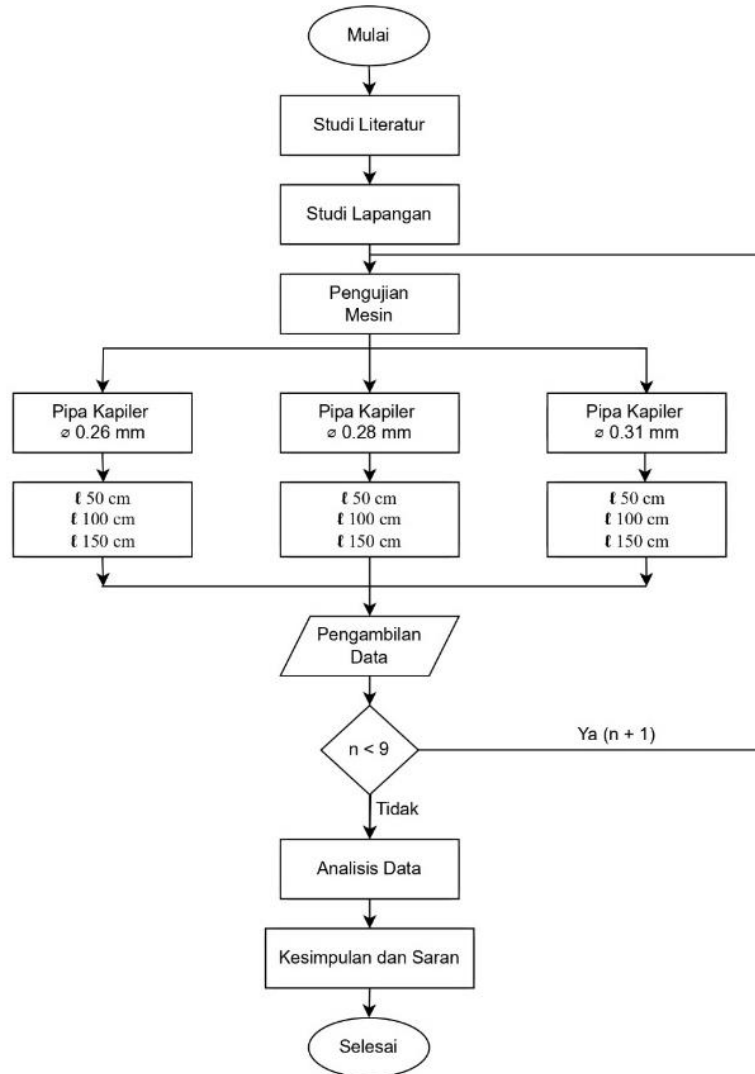 Mulai
Studi Literatur
Studi Lapangan
Pengujian
Mesin
Pipa Kapiler
⌀ 0.26 mm
Pipa Kapiler
⌀ 0.28 mm
Pipa Kapiler
⌀ 0.31 mm
ℓ 50 cm
ℓ 100 cm
ℓ 150 cm
ℓ 50 cm
ℓ 100 cm
ℓ 150 cm
ℓ 50 cm
ℓ 100 cm
ℓ 150 cm
Pengambilan
Data
n < 9
Ya (n + 1)
Tidak
Analisis Data
Kesimpulan dan Saran
Selesai